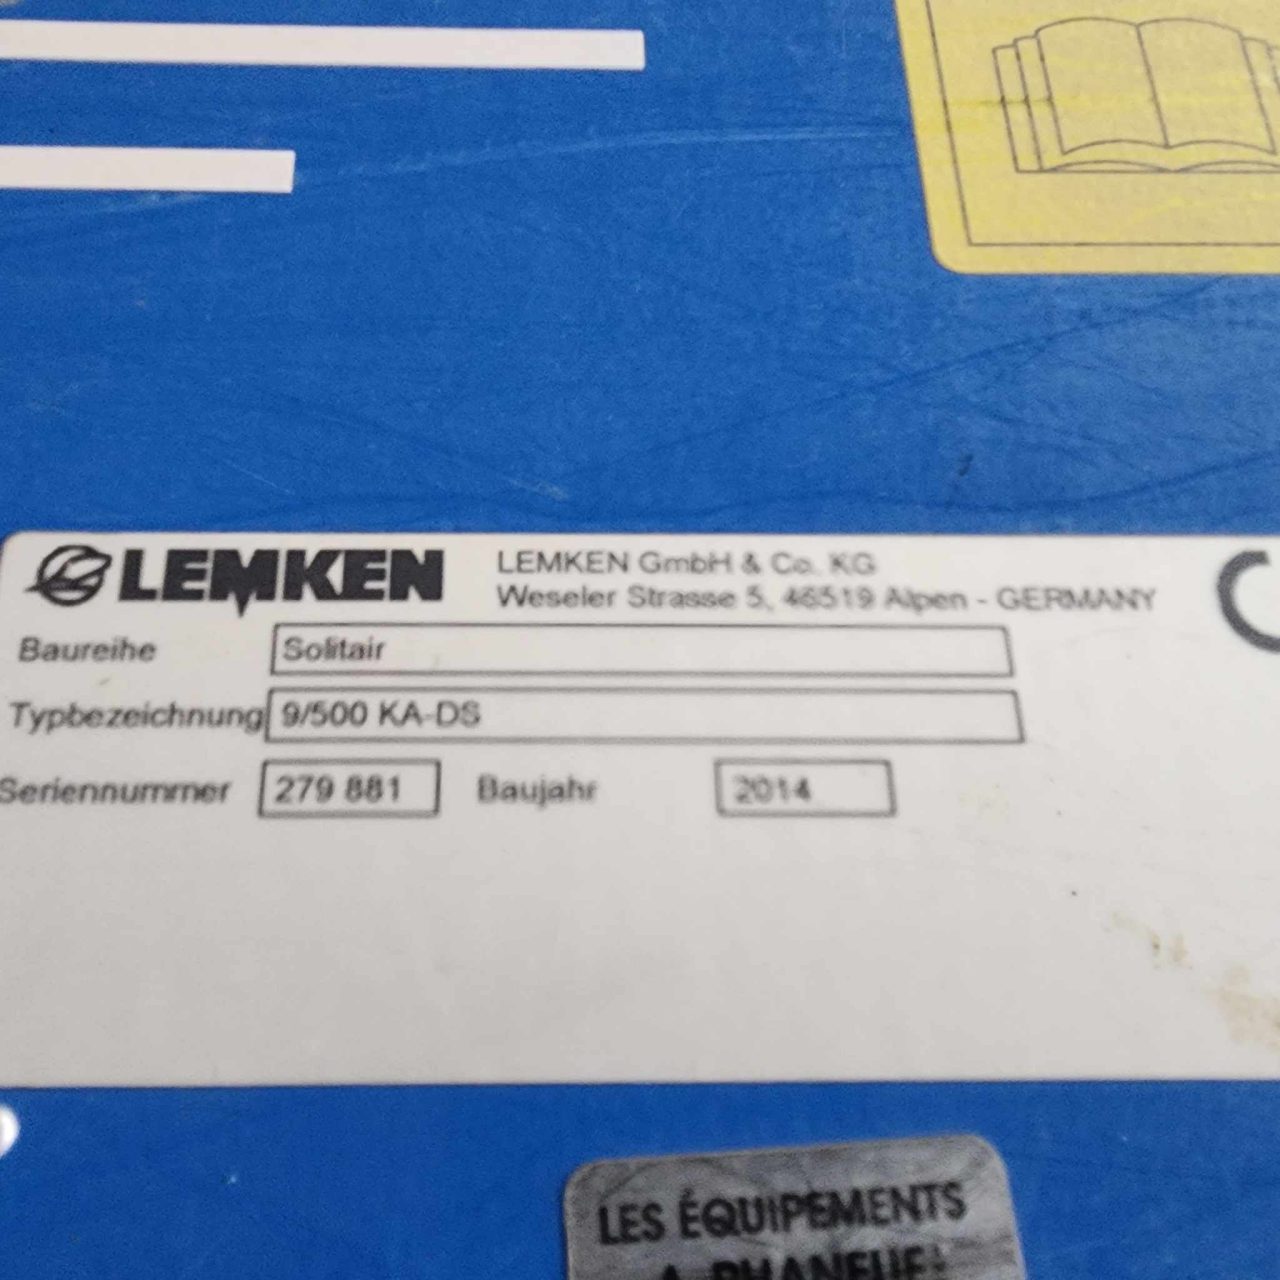 LEMKEN
LEMKEN GmbH & Co. KG
Weseler Strasse 5, 46519 Alpen - GERMANY
Baureihe Solitair
Typbezeichnung 9/500 KA-DS
Seriennummer 279 881 Baujahr 2014
LES ÉQUIPEMENTS
A. PHANEUF